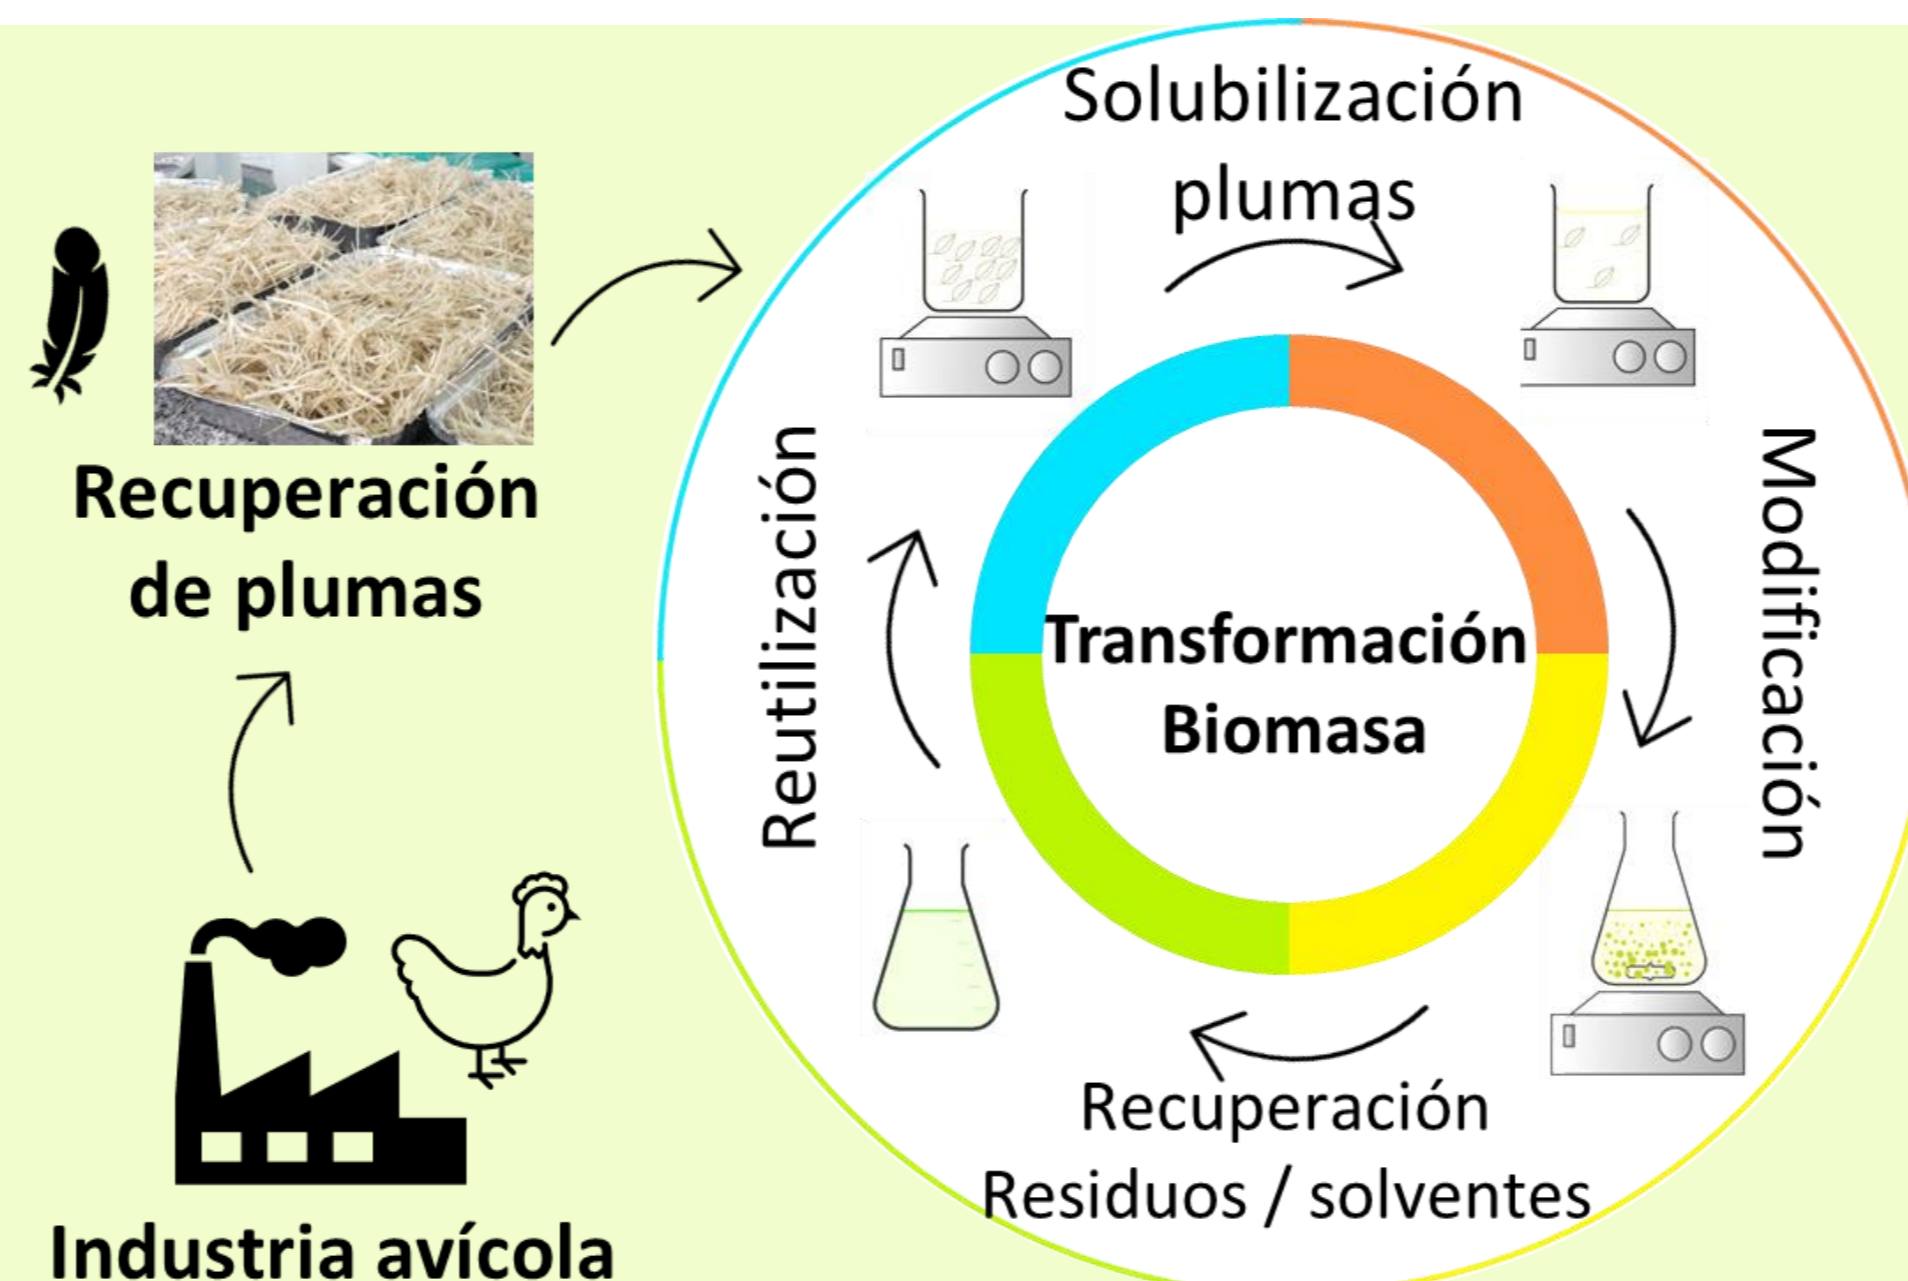 Solubilización
plumas
Recuperación
de plumas
Reutilización
Modificación
Transformación
Biomasa
Recuperación
Residuos / solventes
Industria avícola